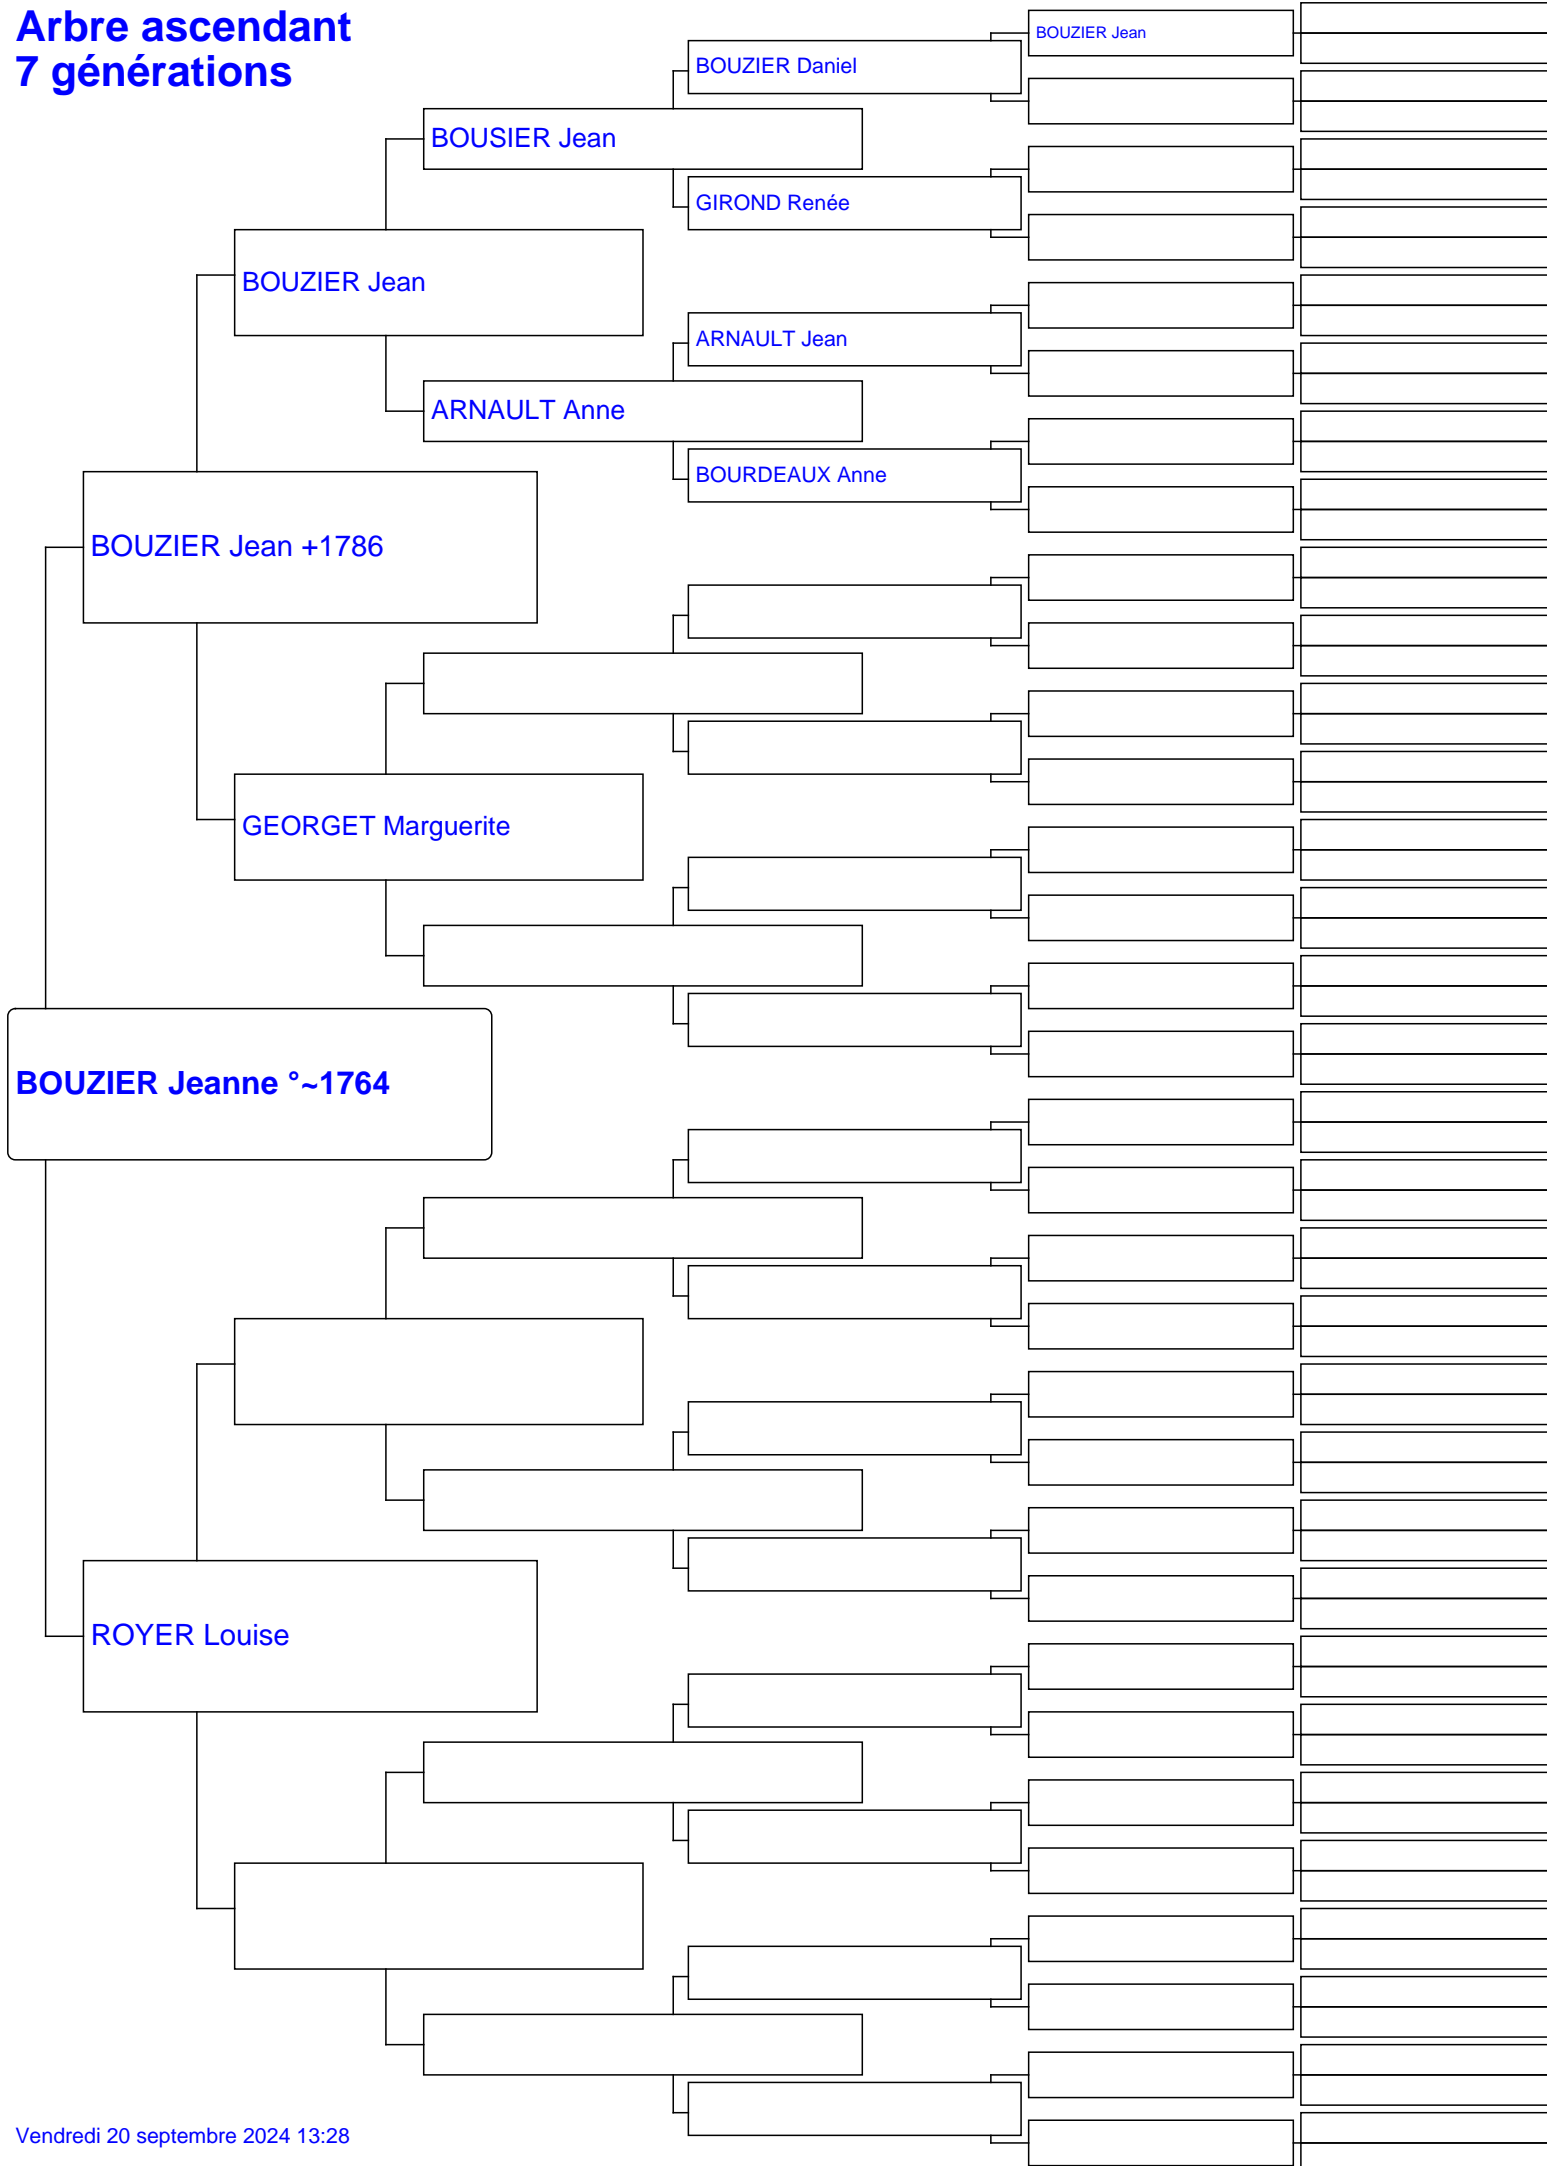 Arbre ascendant
7 générations
BOUZIER Jean
BOUZIER Daniel
BOUSIER Jean
GIROND Renée
BOUZIER Jean
ARNAULT Jean
ARNAULT Anne
BOURDEAUX Anne
BOUZIER Jean +1786
GEORGET Marguerite
BOUZIER Jeanne °~1764
ROYER Louise
Vendredi 20 septembre 2024 13:28